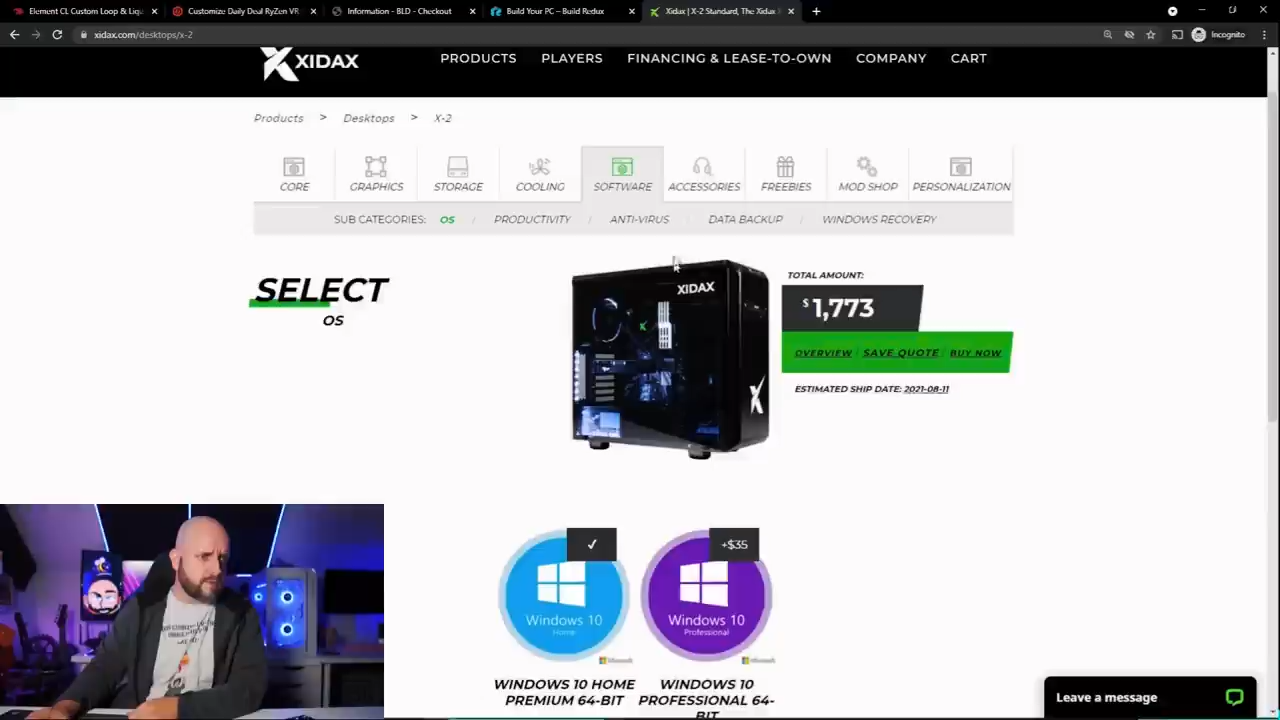 Element CL Custom Loop & Liqu
Customize Daily Deal RyZen VR
Information - BLD - Checkout
Build Your PC – Build Redux
Xidax | X-2 Standard, The Xidax
xidax.com/desktops/x-2
Incognito
XIDAX
PRODUCTS
PLAYERS
FINANCING & LEASE-TO-OWN
COMPANY
CART
Products > Desktops > X-2
CORE
GRAPHICS
STORAGE
COOLING
SOFTWARE
ACCESSORIES
FREEBIES
MOD SHOP
PERSONALIZATION
SUB CATEGORIES: OS / PRODUCTIVITY / ANTI-VIRUS / DATA BACKUP / WINDOWS RECOVERY
SELECT
OS
XIDAX
TOTAL AMOUNT:
$1,773
OVERVIEW / SAVE QUOTE / BUY NOW
ESTIMATED SHIP DATE: 2021-08-11
✓
Windows 10
Home
Microsoft
WINDOWS 10 HOME
PREMIUM 64-BIT
+$35
Windows 10
Professional
Microsoft
WINDOWS 10
PROFESSIONAL 64-
BIT
Leave a message